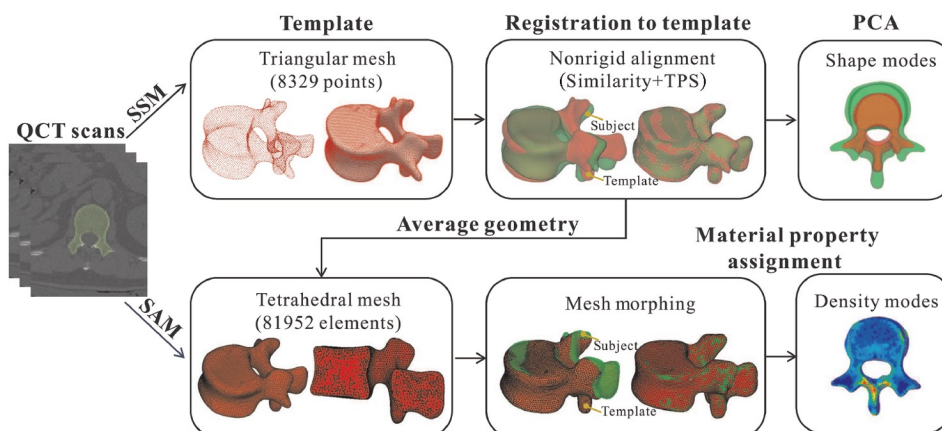 Template
Registration to template
PCA
Triangular mesh
(8329 points)
Nonrigid alignment
(Similarity+TPS)
Shape modes
SSM
QCT scans
Subject
Template
Average geometry
Material property
assignment
SAM
Tetrahedral mesh
(81952 elements)
Mesh morphing
Density modes
Subject
Template